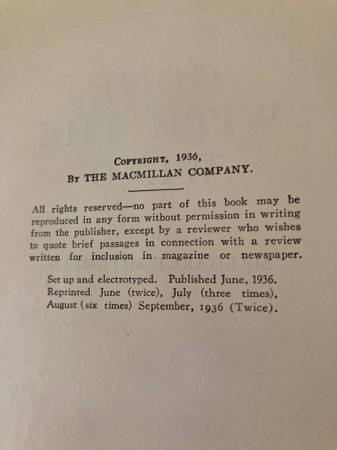 COPYRIGHT, 1936,
BY THE MACMILLAN COMPANY.
All rights reserved—no part of this book may be
reproduced in any form without permission in writing
from the publisher, except by a reviewer who wishes
to quote brief passages in connection with a review
written for inclusion in magazine or newspaper.
Set up and electrotyped. Published June, 1936.
Reprinted June (twice), July (three times),
August (six times) September, 1936 (Twice).